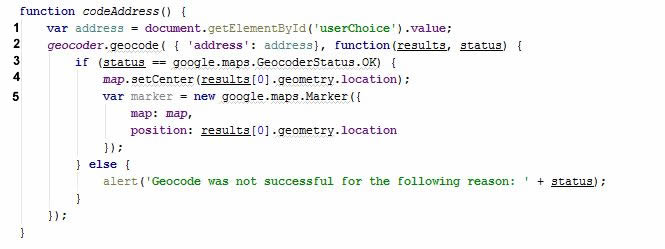 function codeAddress() {
1 var address = document.getElementById('userChoice').value;
2 geocoder.geocode( { 'address': address}, function(results, status) {
3 if (status == google.maps.GeocoderStatus.OK) {
4 map.setCenter(results[0].geometry.location);
5 var marker = new google.maps.Marker({
map: map,
position: results[0].geometry.location
});
} else {
alert('Geocode was not successful for the following reason: ' + status);
}
});
}